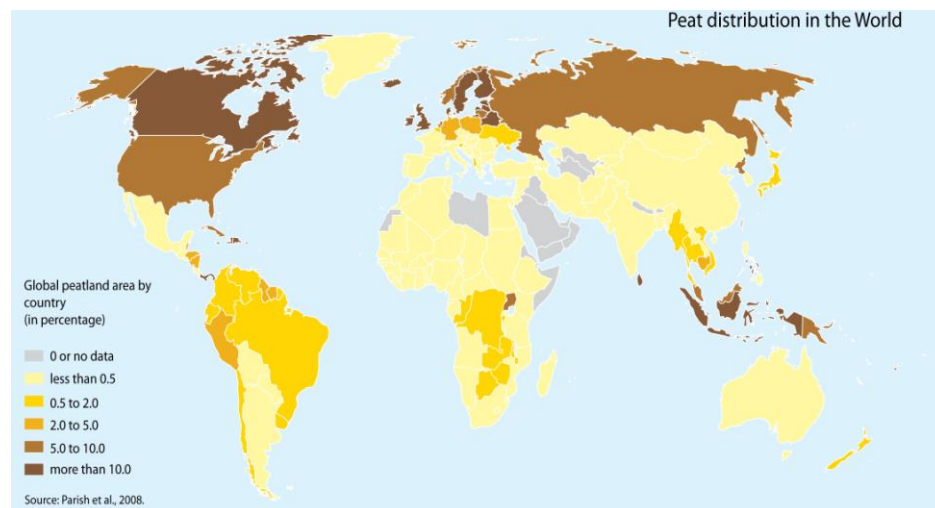 Peat distribution in the World
Global peatland area by
country
(in percentage)
0 or no data
less than 0.5
0.5 to 2.0
2.0 to 5.0
5.0 to 10.0
more than 10.0
Source: Parish et al., 2008.